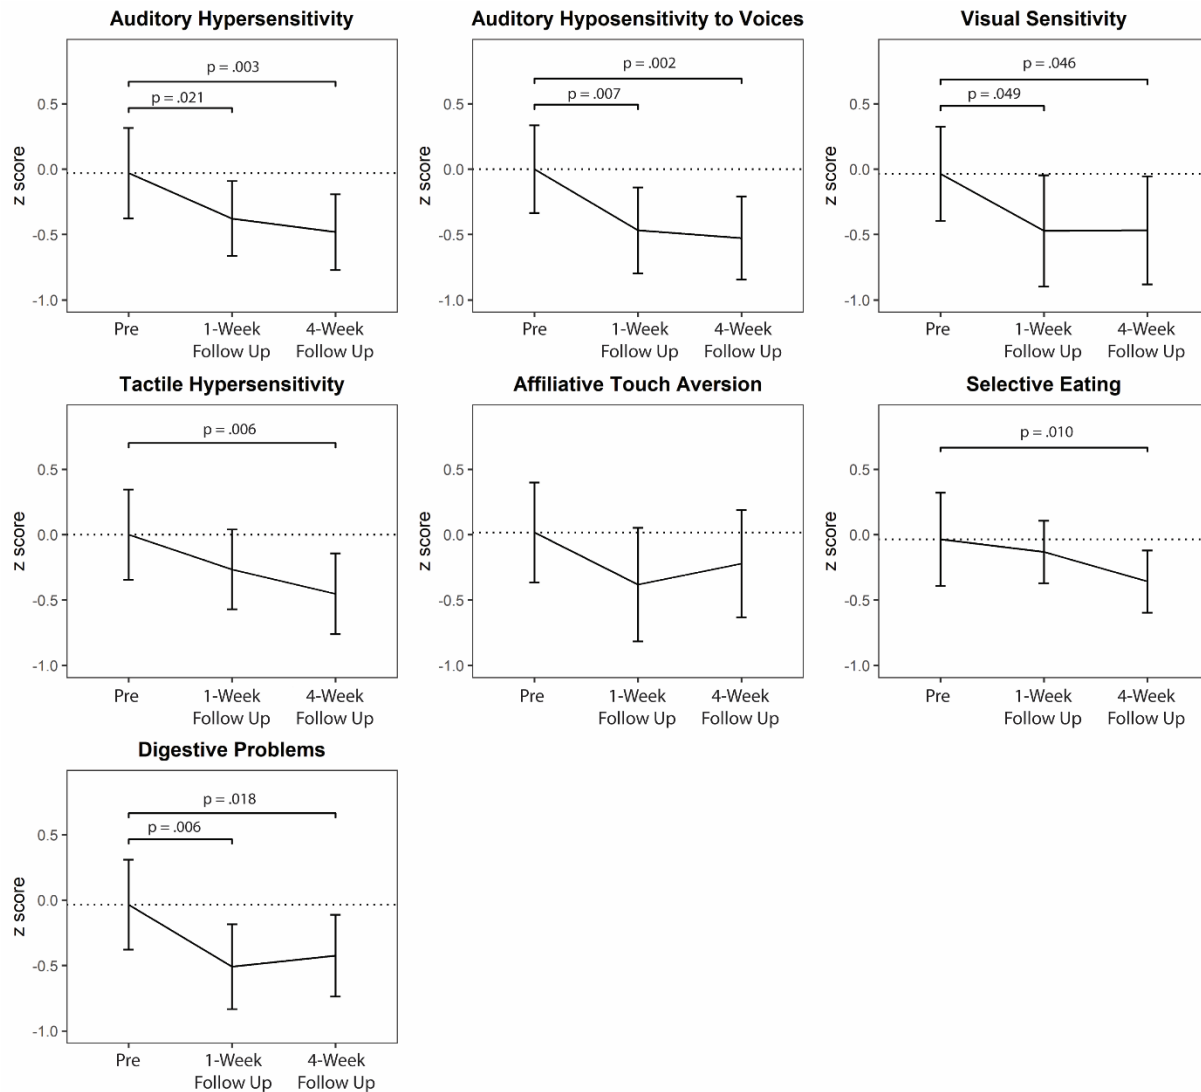 Auditory Hypersensitivity
p = .003
p = .021
0.5
0.0
-0.5
-1.0
z score
Pre
1-Week
Follow Up
4-Week
Follow Up
Auditory Hyposensitivity to Voices
p = .002
p = .007
0.5
0.0
-0.5
-1.0
z score
Pre
1-Week
Follow Up
4-Week
Follow Up
Visual Sensitivity
p = .046
p = .049
0.5
0.0
-0.5
-1.0
z score
Pre
1-Week
Follow Up
4-Week
Follow Up
Tactile Hypersensitivity
p = .006
0.5
0.0
-0.5
-1.0
z score
Pre
1-Week
Follow Up
4-Week
Follow Up
Affiliative Touch Aversion
0.5
0.0
-0.5
-1.0
z score
Pre
1-Week
Follow Up
4-Week
Follow Up
Selective Eating
p = .010
0.5
0.0
-0.5
-1.0
z score
Pre
1-Week
Follow Up
4-Week
Follow Up
Digestive Problems
p = .018
p = .006
0.5
0.0
-0.5
-1.0
z score
Pre
1-Week
Follow Up
4-Week
Follow Up